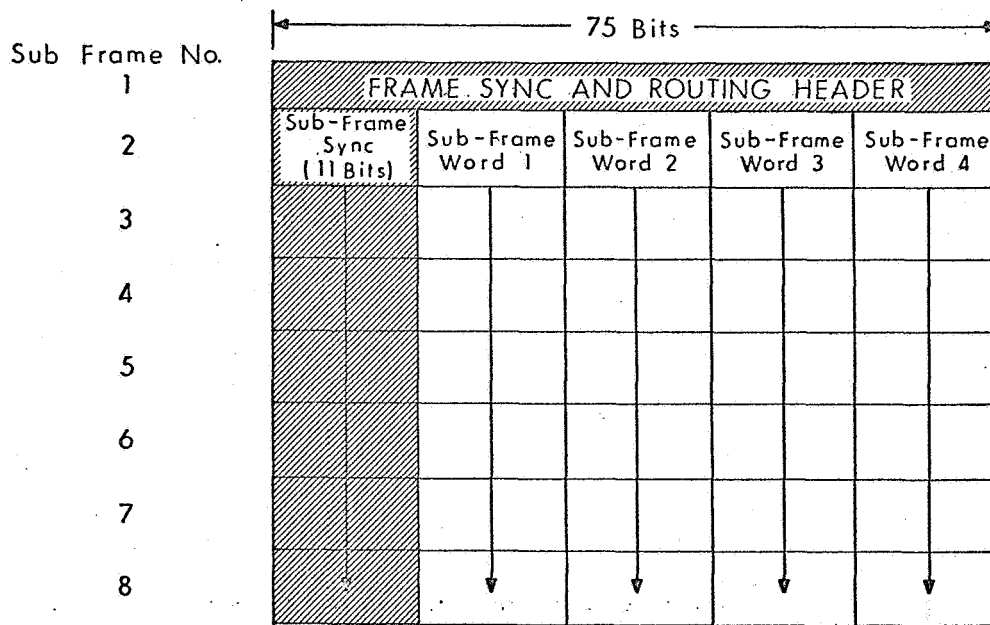 75 Bits
Sub Frame No.
1
FRAME SYNC AND ROUTING HEADER
2
Sub-Frame
Sync
(11 Bits)
Sub-Frame
Word 1
Sub-Frame
Word 2
Sub-Frame
Word 3
Sub-Frame
Word 4
3
4
5
6
7
8